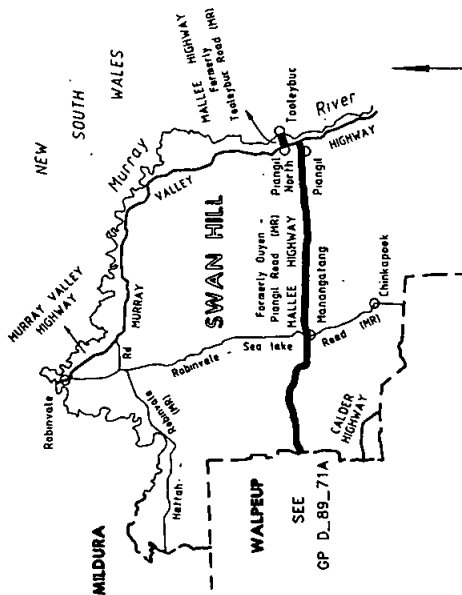 NEW
SOUTH
WALES
MALLEE HIGHWAY
Formerly
Tooleybuc Road (MR)
Tooleybuc
River
HIGHWAY
Piangil
North
Piangil
Murray
VALLEY
MURRAY
MURRAY VALLEY
HIGHWAY
Robinvale
SWAN HILL
Formerly Ouyen -
Piangil Road (MR)
MALLEE HIGHWAY
Manangatang
Chinkapook
Robinvale
Sea lake
Road (MR)
Rd
Hattah
Robinvale
(MR)
CALDER
HIGHWAY
MILDURA
WALPEUP
SEE
GP D_89_71A